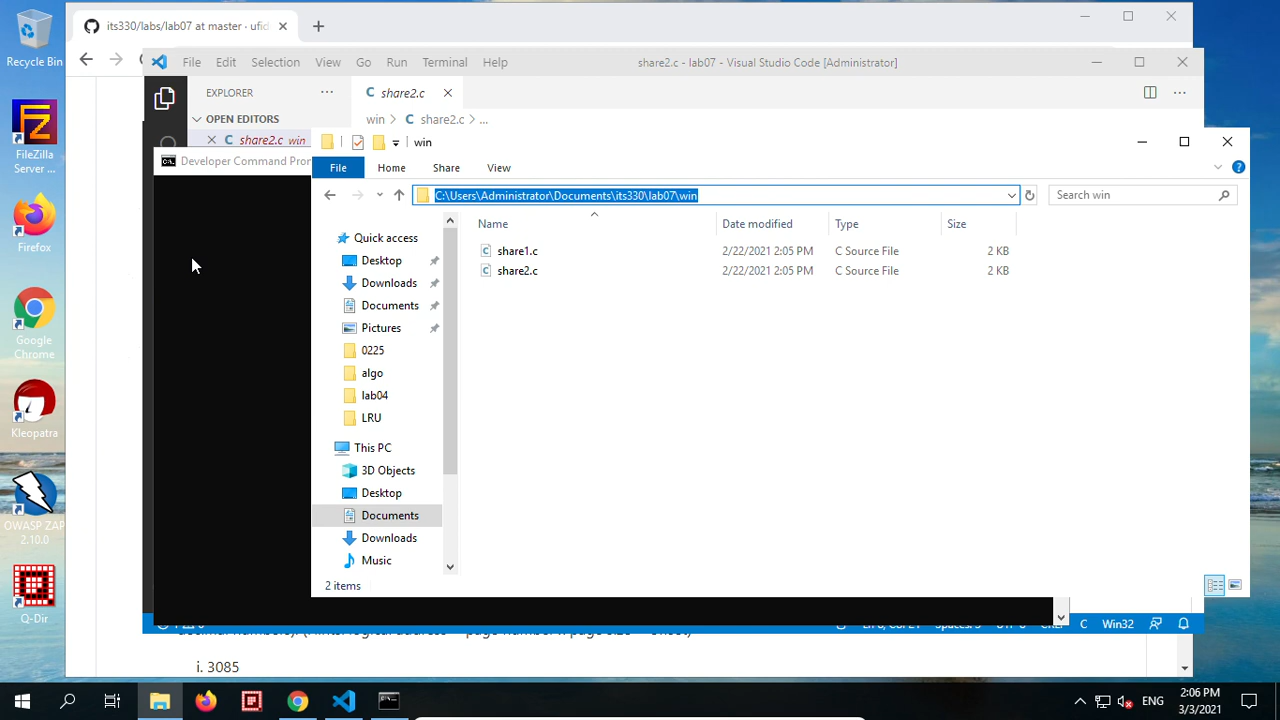 Recycle Bin
FileZilla
Server ...
Firefox
Google
Chrome
Kleopatra
OWASP ZAP
2.10.0
Q-Dir
its330/labs/lab07 at master · ufid
File Edit Selection View Go Run Terminal Help
share2.c - lab07 - Visual Studio Code [Administrator]
EXPLORER
share2.c
OPEN EDITORS
win > C share2.c > ...
C share2.c win
Developer Command Pron
win
File Home Share View
C:\Users\Administrator\Documents\its330\lab07\win
Search win
Name Date modified Type Size
share1.c 2/22/2021 2:05 PM C Source File 2 KB
share2.c 2/22/2021 2:05 PM C Source File 2 KB
Quick access
Desktop
Downloads
Documents
Pictures
0225
algo
lab04
LRU
This PC
3D Objects
Desktop
Documents
Downloads
Music
2 items
C Win32
i. 3085
ENG
2:06 PM
3/3/2021